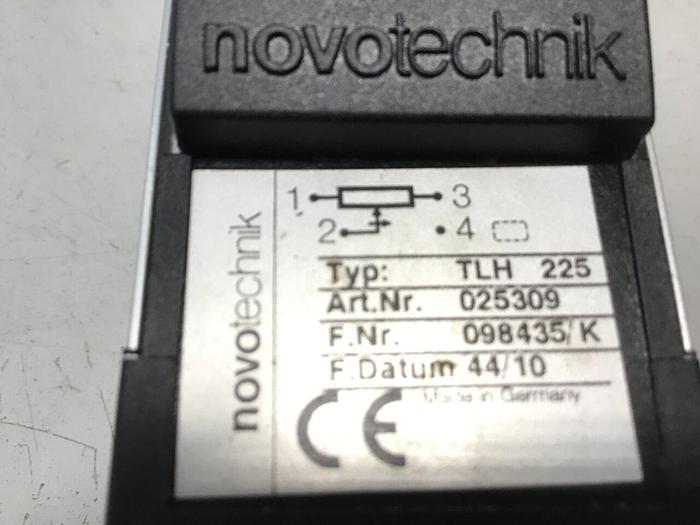 novotechnik
novotechnik
1 3
2 4
Typ: TLH 225
Art.Nr. 025309
F.Nr. 098435/K
F.Datum 44/10
CE Made in Germany